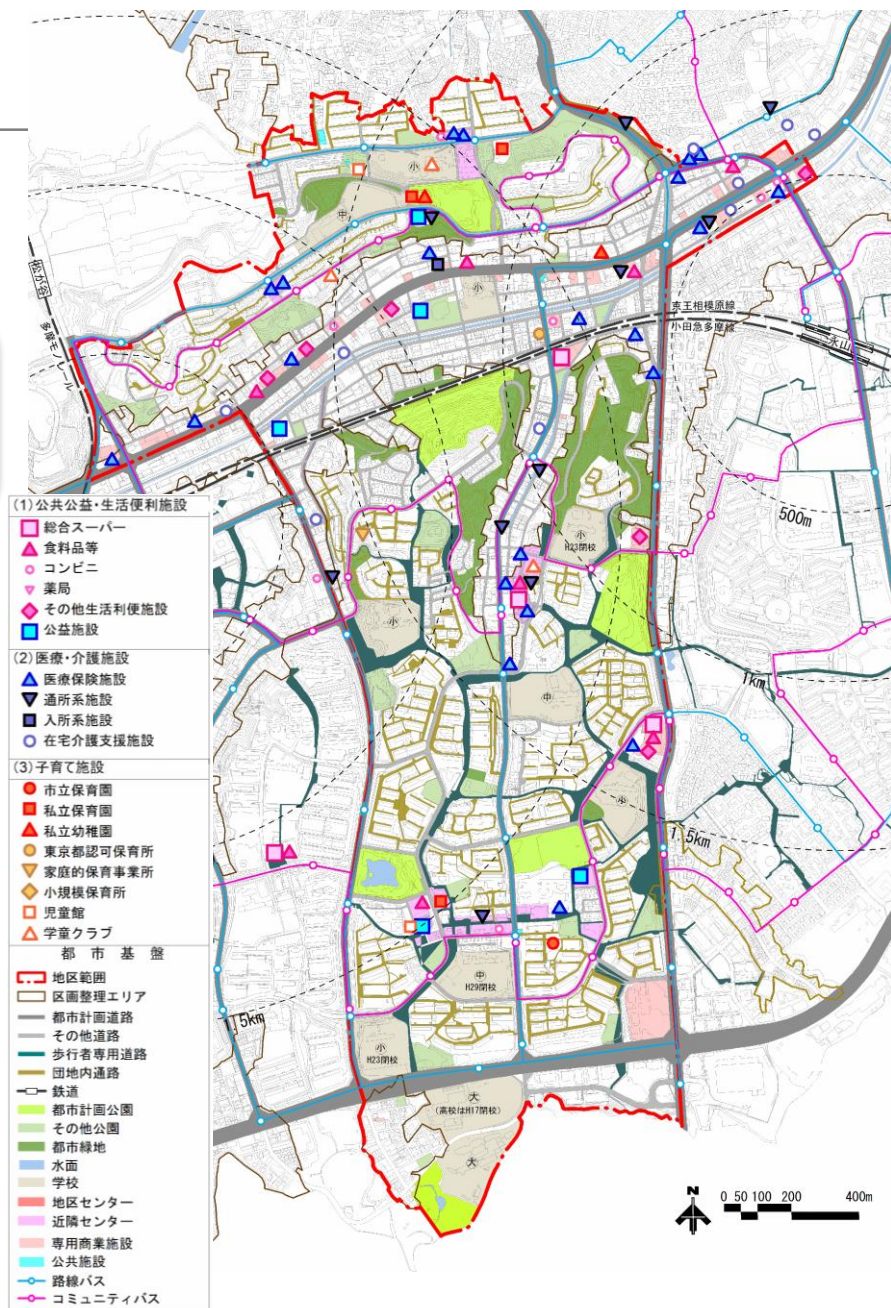 小
中
小
松が谷
多摩モノレール
京王相模原線
小田急多摩線
永山
500m
小
H23閉校
小
中
1km
小
1.5km
中
H29閉校
1.5km
小
H23閉校
大
(高校はH17閉校)
大
(1)公共公益・生活便利施設
総合スーパー
食料品等
コンビニ
薬局
その他生活利便施設
公益施設
(2)医療・介護施設
医療保険施設
通所系施設
入所系施設
在宅介護支援施設
(3)子育て施設
市立保育園
私立保育園
私立幼稚園
東京都認可保育所
家庭的保育事業所
小規模保育所
児童館
学童クラブ
都市基盤
地区範囲
区画整理エリア
都市計画道路
その他道路
歩行者専用道路
団地内通路
鉄道
都市計画公園
その他公園
都市緑地
水面
学校
地区センター
近隣センター
専用商業施設
公共施設
路線バス
コミュニティバス
N
0 50 100 200 400m